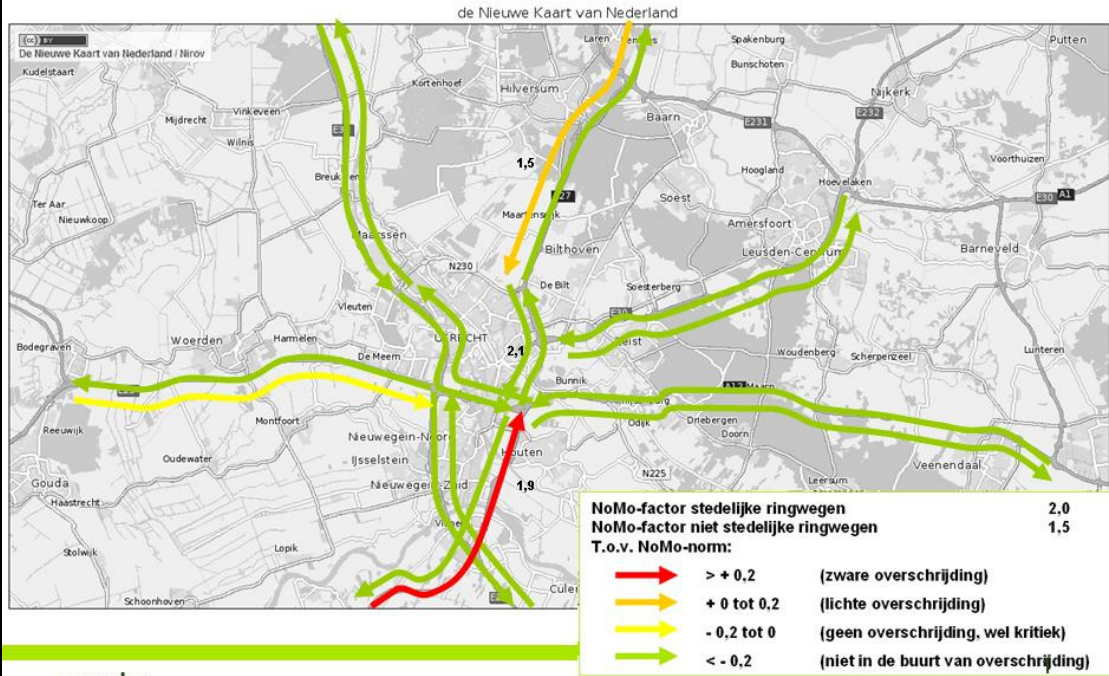 de Nieuwe Kaart van Nederland
(cc) BY
De Nieuwe Kaart van Nederland / Nirov
Laren
Spakenburg
Putten
Kudelstaart
Bunschoten
Kortenhoef
Hilversum
Nijkerk
Vinkeveen
Mijdrecht
Baarn
E231
E232
Wilnis
Hoogland
Voorthuizen
1,5
Hoevelaken
Ter Aar
Soest
E30 A1
Nieuwkoop
Amersfoort
Maarssen
Bilthoven
Leusden-Centrum
Barneveld
N230
De Bilt
Soesterberg
Vleuten
E30
Bodegraven
Woerden
Harmelen
UTRECHT
Zeist
De Meern
2,1
Woudenberg
Scherpenzeel
Lunteren
Bunnik
A12 Maarn
Montfoort
Odijk
Driebergen
Reeuwijk
Nieuwegein-Noord
Doorn
Oudewater
IJsselstein
Houten
Veenendaal
Gouda
Nieuwegein-Zuid
1,9
N225
Leersum
Haastrecht
Stolwijk
Lopik
Schoonhoven
NoMo-factor stedelijke ringwegen 2,0
NoMo-factor niet stedelijke ringwegen 1,5
T.o.v. NoMo-norm:
> + 0,2 (zware overschrijding)
+ 0 tot 0,2 (lichte overschrijding)
- 0,2 tot 0 (geen overschrijding, wel kritiek)
< - 0,2 (niet in de buurt van overschrijding)